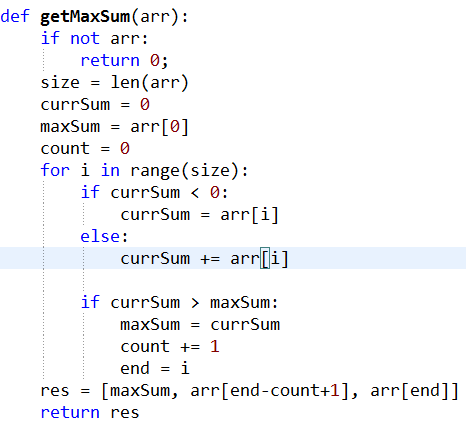 def getMaxSum(arr):
    if not arr:
        return 0;
    size = len(arr)
    currSum = 0
    maxSum = arr[0]
    count = 0
    for i in range(size):
        if currSum < 0:
            currSum = arr[i]
        else:
            currSum += arr[i]

        if currSum > maxSum:
            maxSum = currSum
            count += 1
            end = i
    res = [maxSum, arr[end-count+1], arr[end]]
    return res